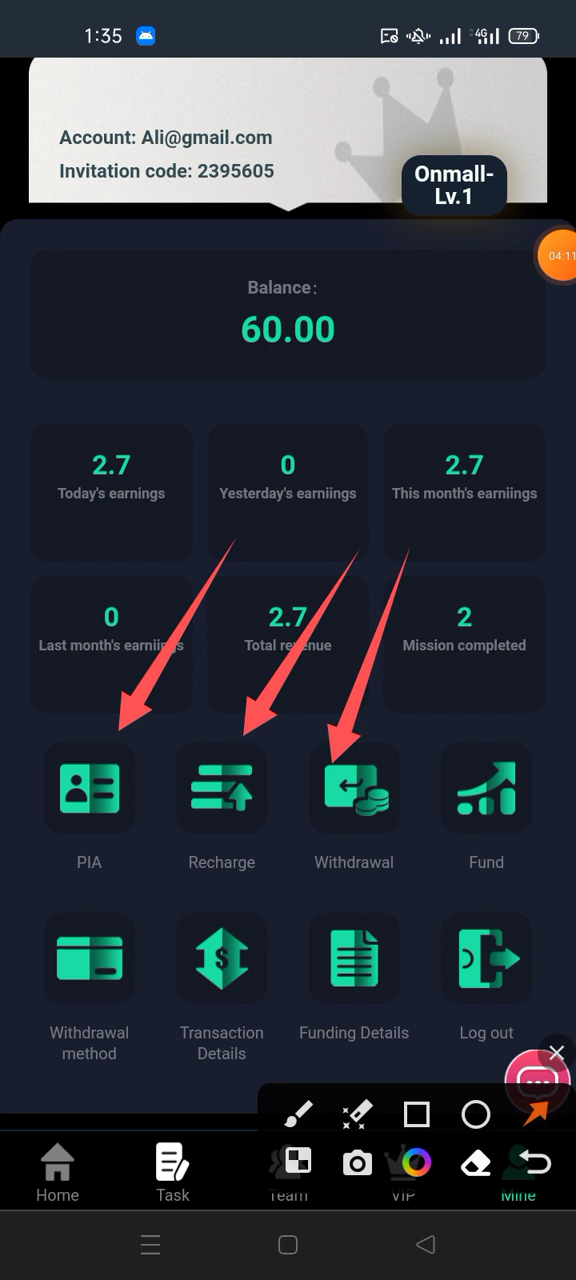 1:35
4G
79
Account: Ali@gmail.com
Invitation code: 2395605
Onmall-
Lv.1
04:11
Balance:
60.00
2.7
0
2.7
Today's earnings
Yesterday's earniings
This month's earniings
0
2.7
2
Last month's earniings
Total revenue
Mission completed
PIA
Recharge
Withdrawal
Fund
$
Withdrawal
method
Transaction
Details
Funding Details
Log out
Home
Task
Team
VIP
Mine